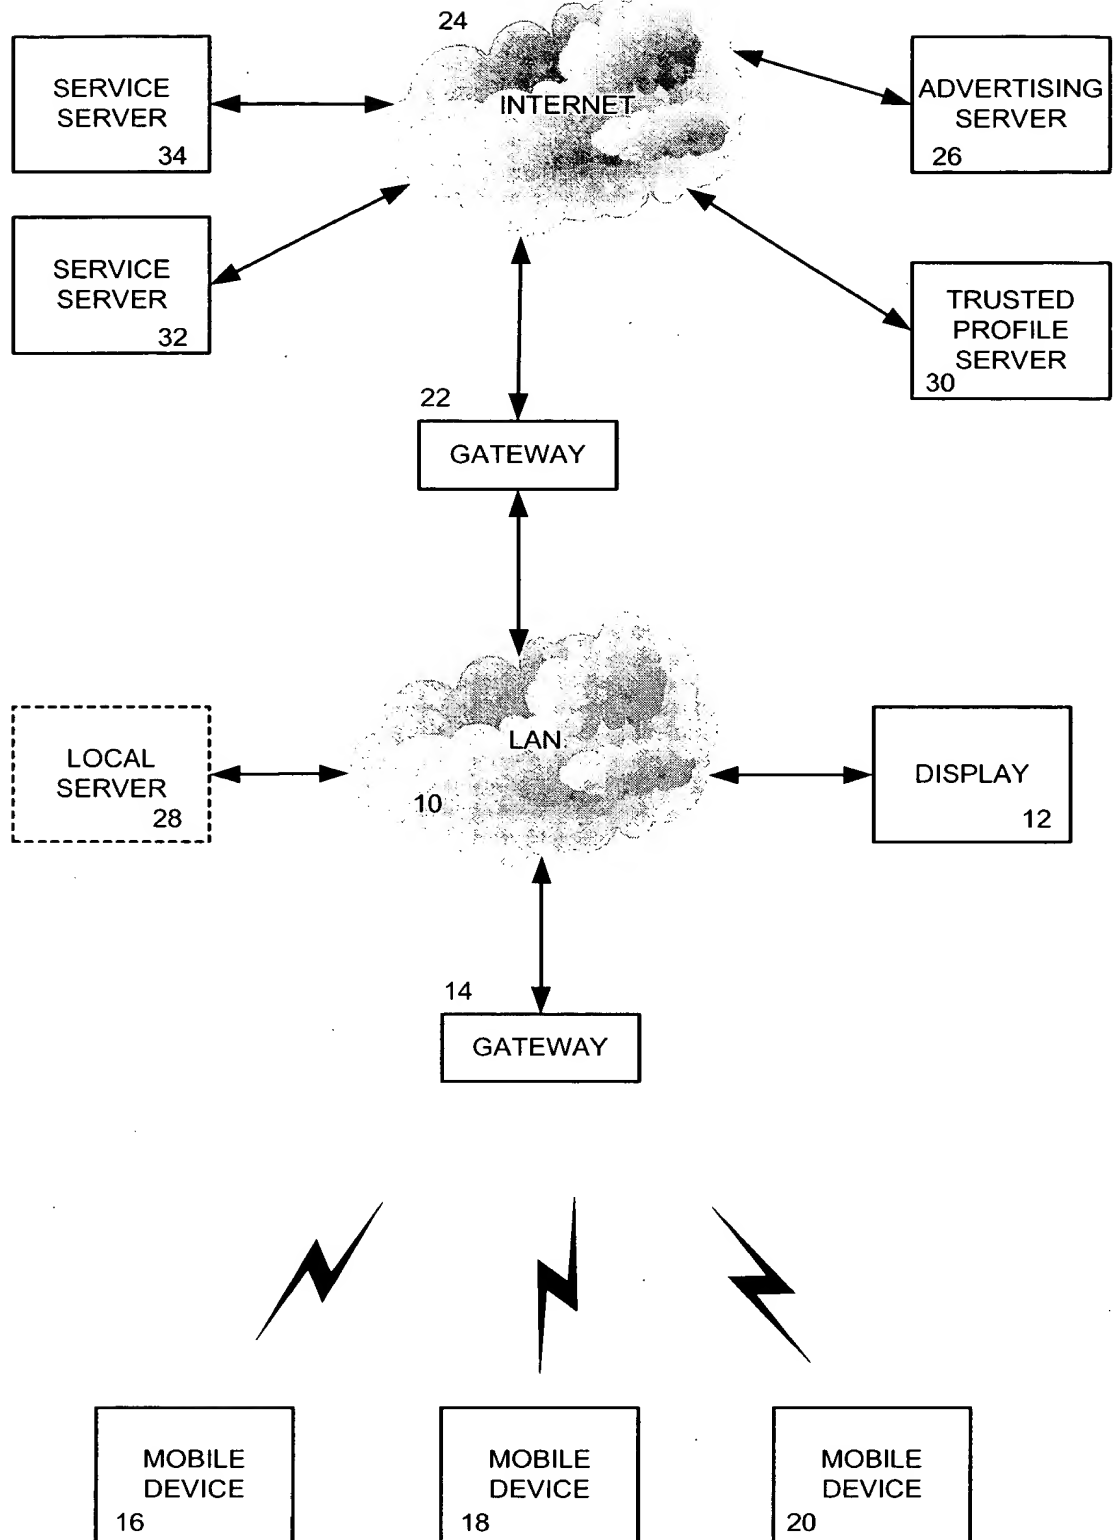 24
SERVICE
SERVER
34
INTERNET
ADVERTISING
SERVER
26
SERVICE
SERVER
32
TRUSTED
PROFILE
SERVER
30
22
GATEWAY
LOCAL
SERVER
28
LAN
10
DISPLAY
12
14
GATEWAY
MOBILE
DEVICE
16
MOBILE
DEVICE
18
MOBILE
DEVICE
20